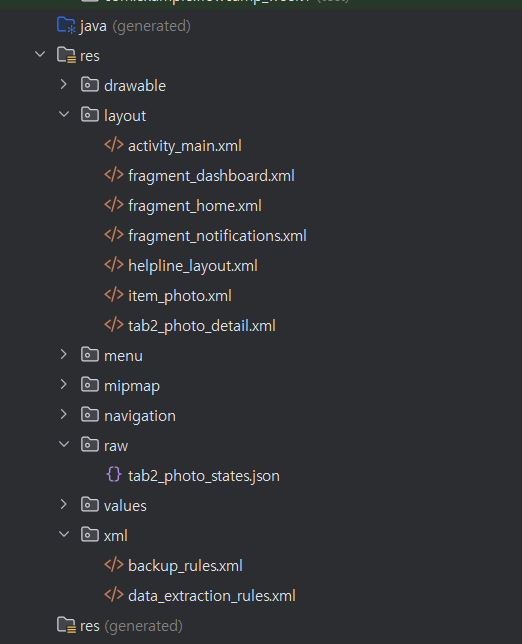 java (generated)
res
drawable
layout
activity_main.xml
fragment_dashboard.xml
fragment_home.xml
fragment_notifications.xml
helpline_layout.xml
item_photo.xml
tab2_photo_detail.xml
menu
mipmap
navigation
raw
tab2_photo_states.json
values
xml
backup_rules.xml
data_extraction_rules.xml
res (generated)